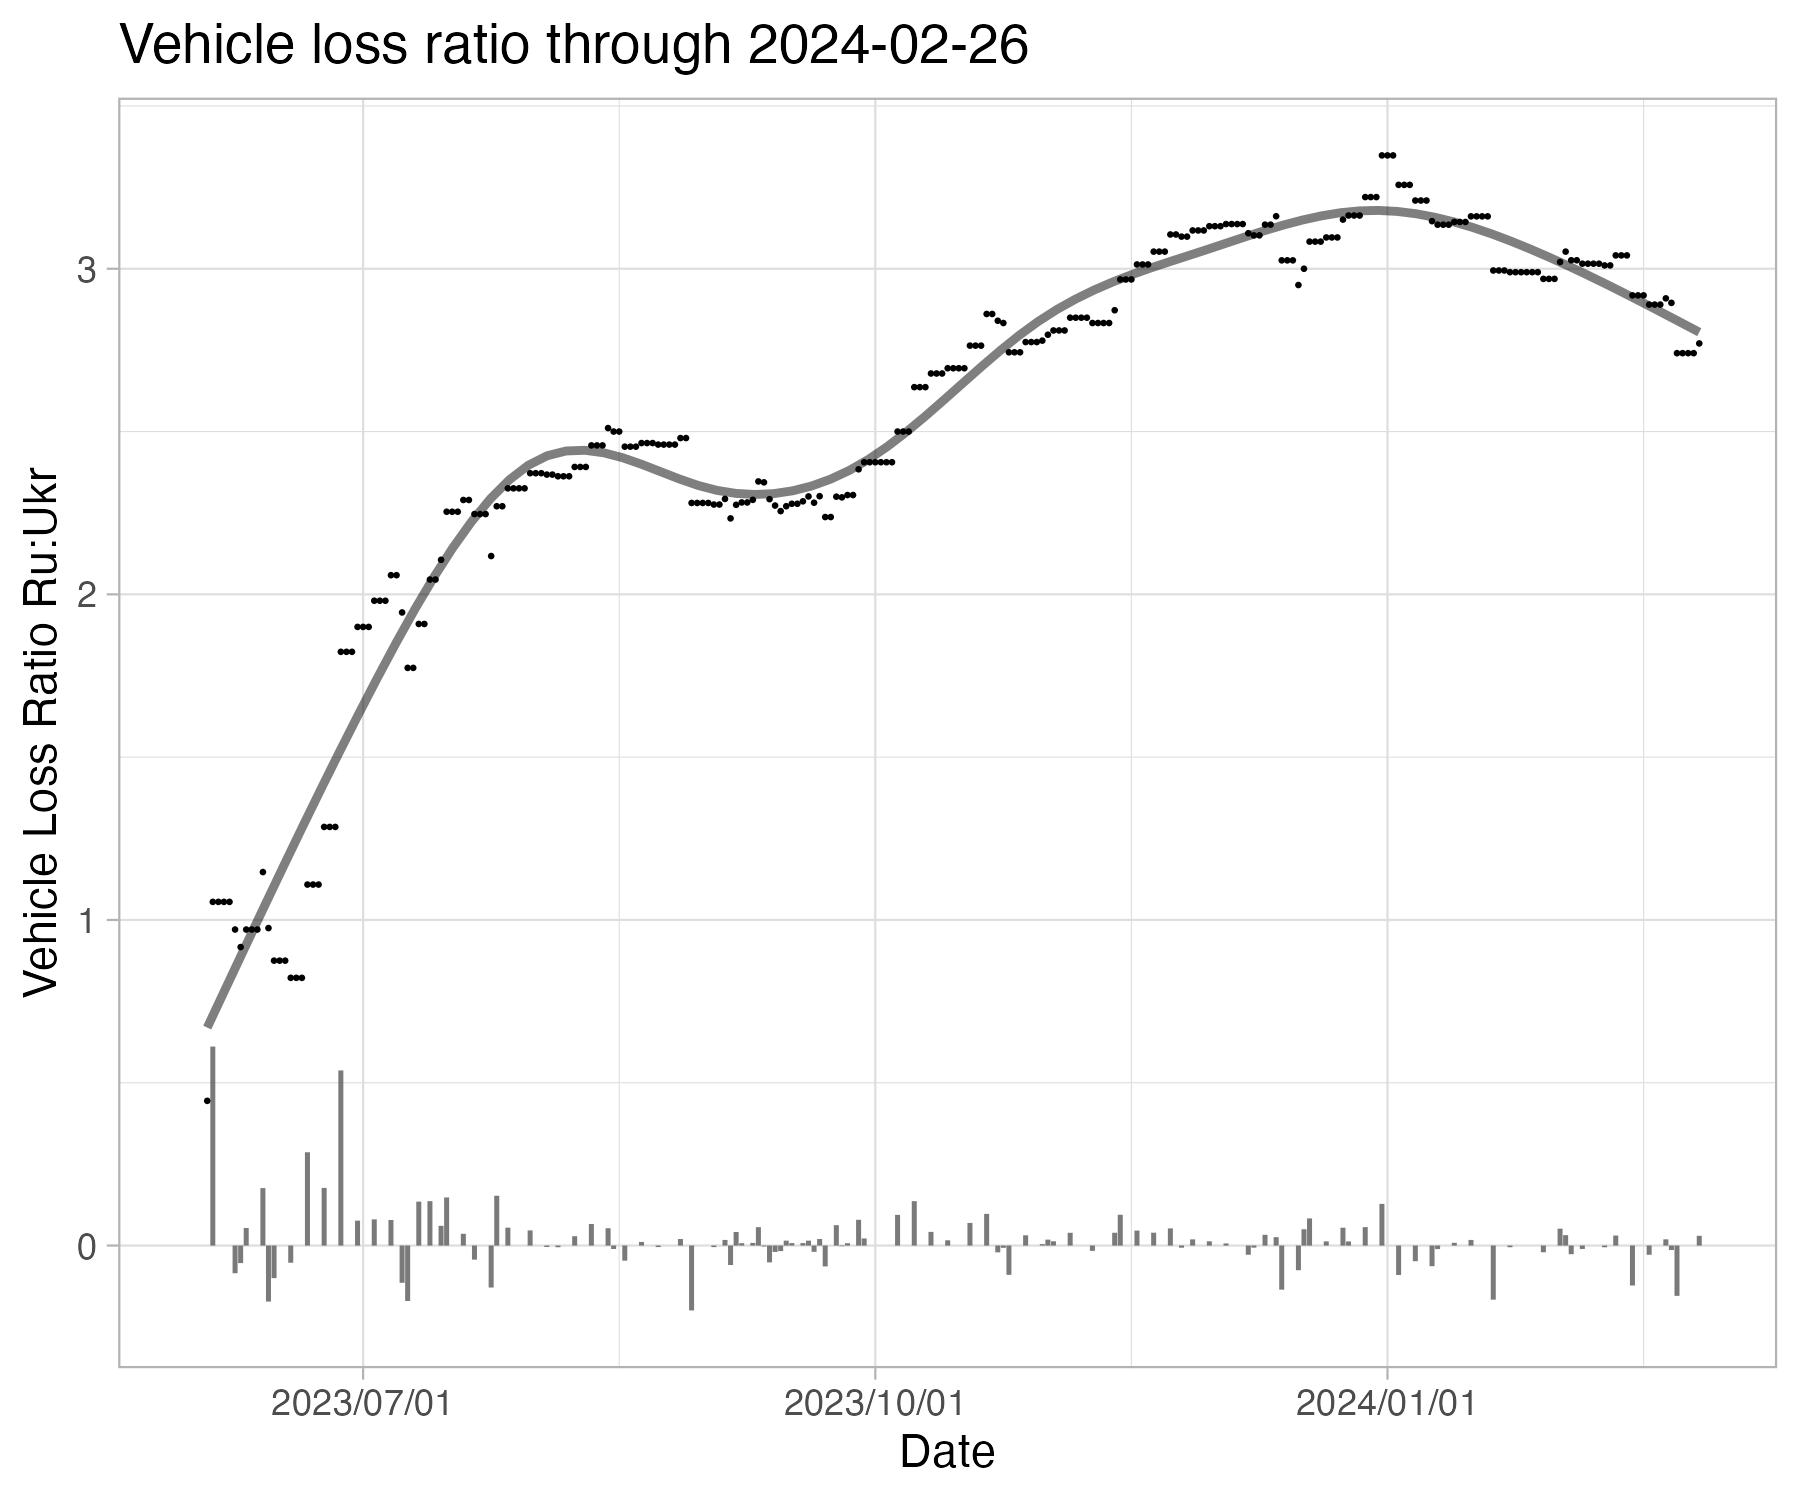 Vehicle loss ratio through 2024-02-26
Vehicle Loss Ratio Ru:Ukr
3
2
1
0
2023/07/01
2023/10/01
2024/01/01
Date